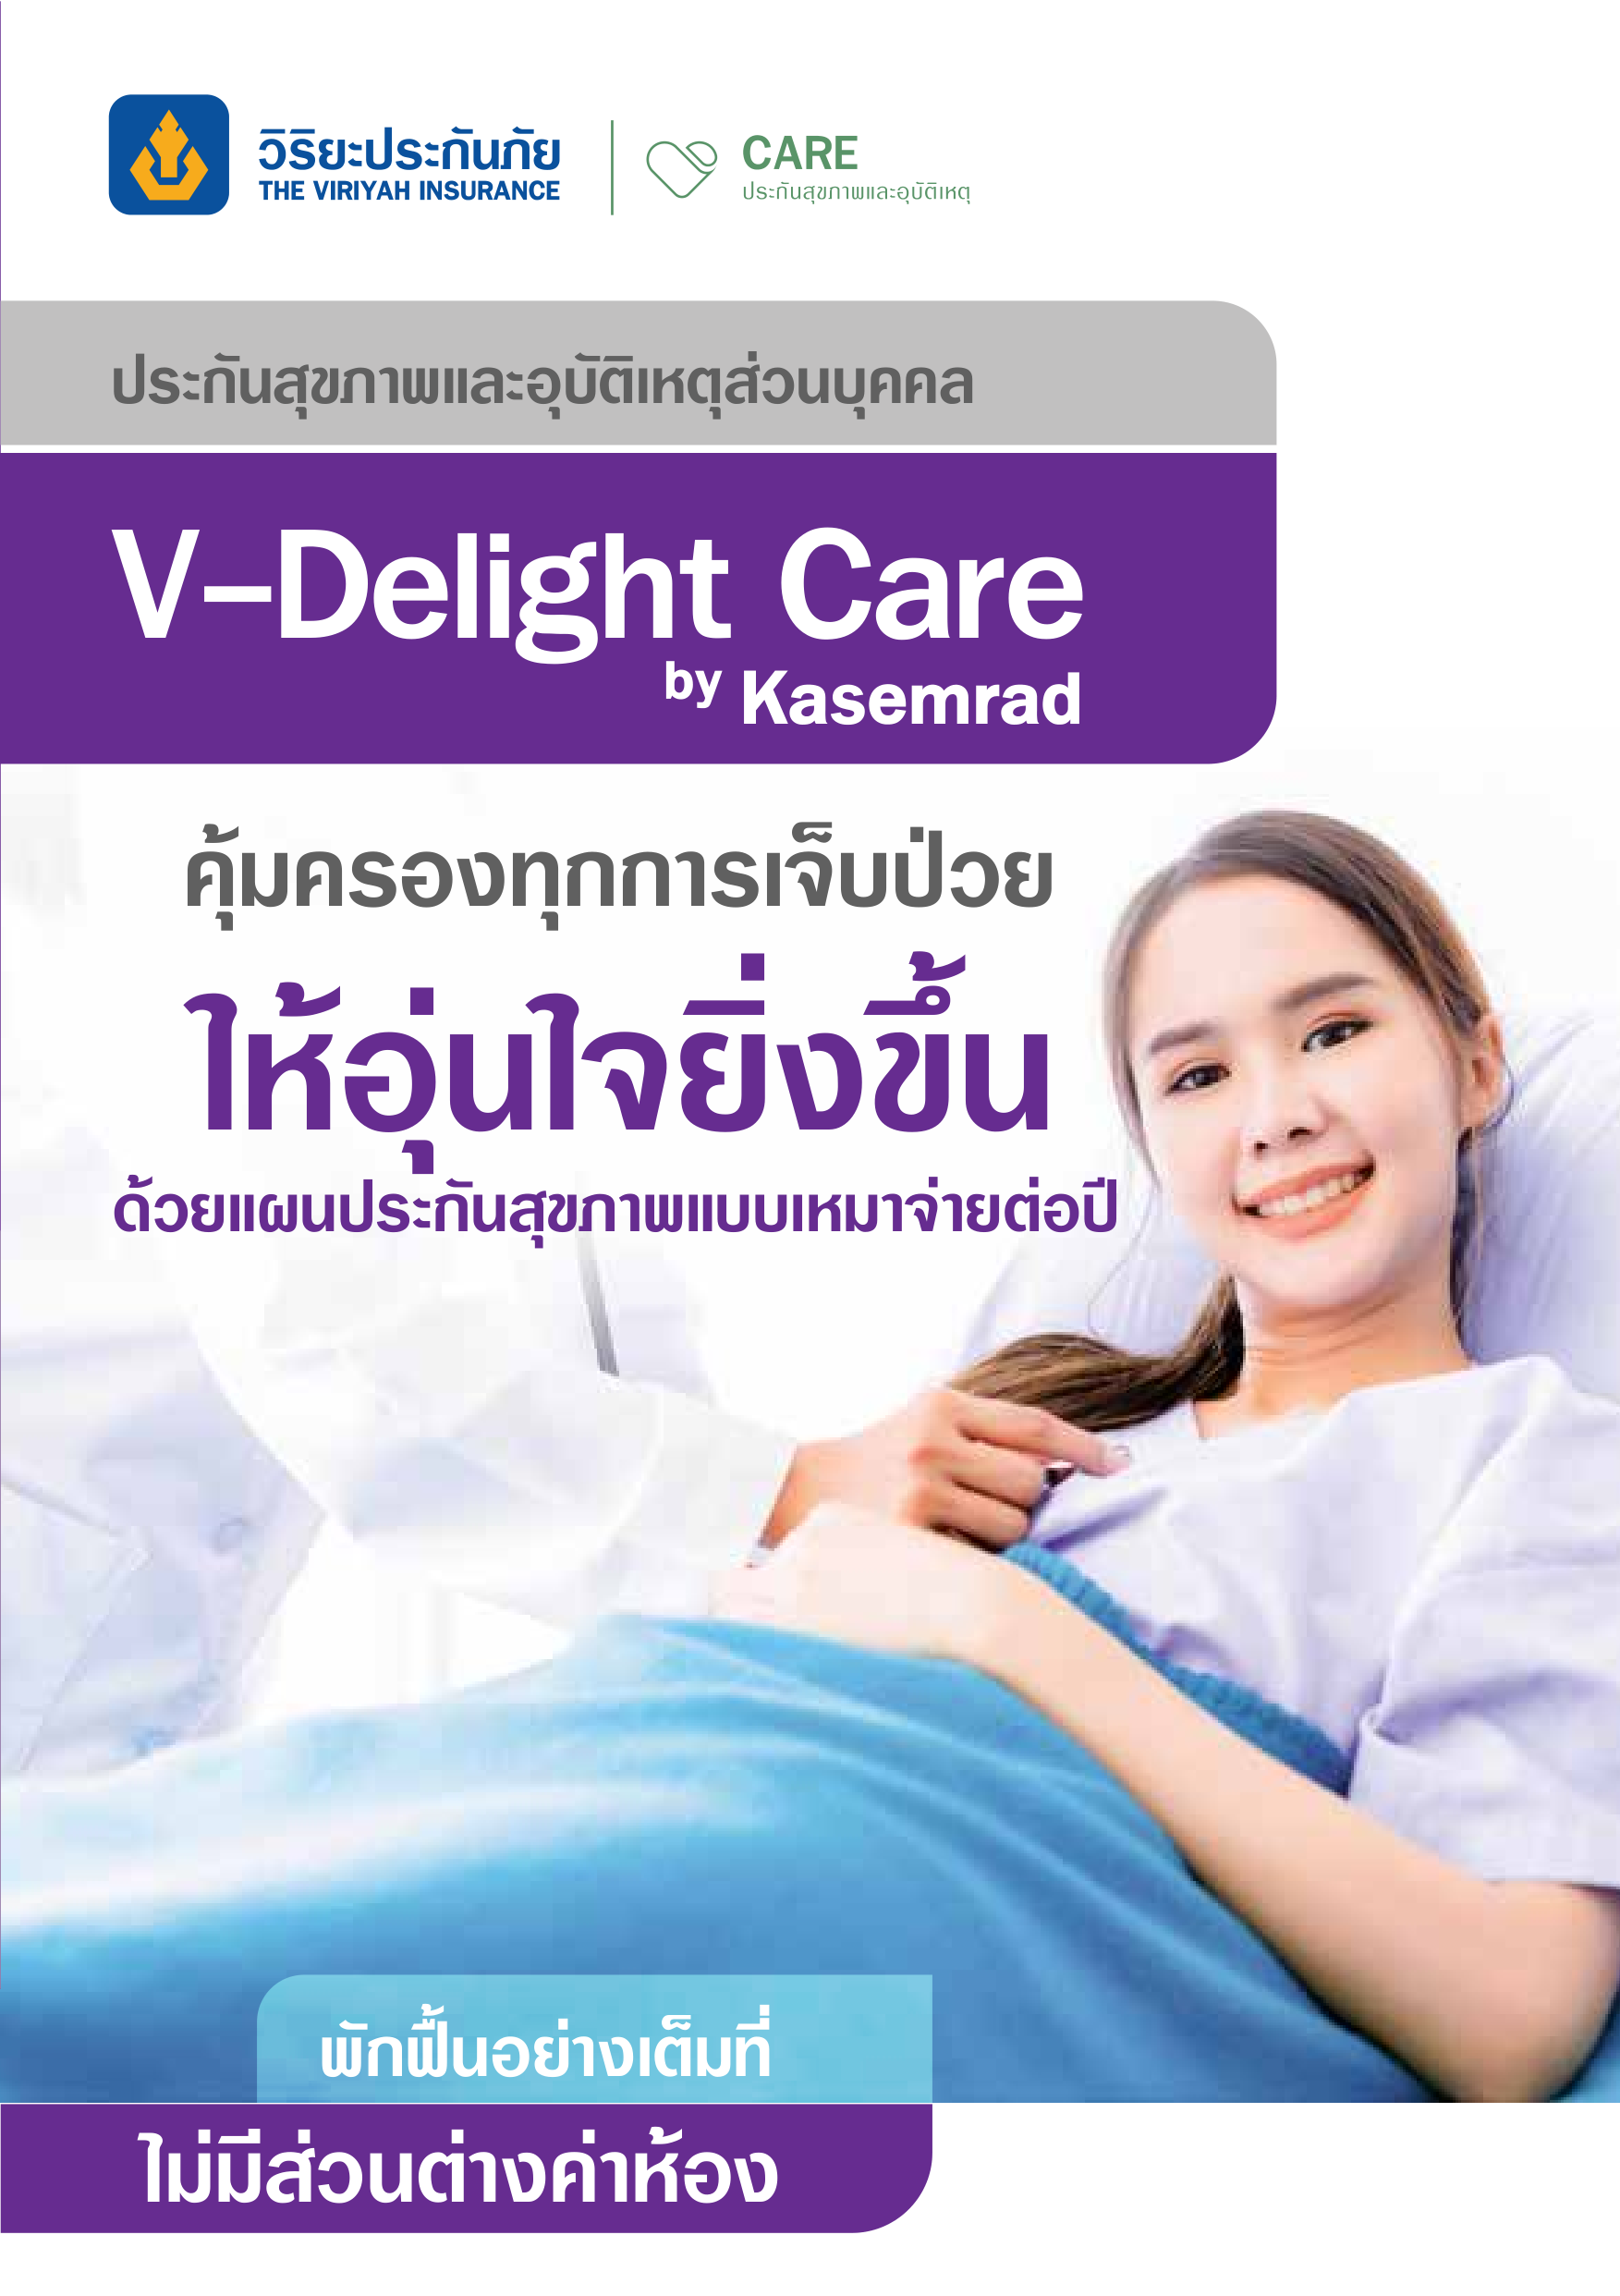 วิริยะประกันภัย
THE VIRIYAH INSURANCE
CARE
ประกันสุขภาพและอุบัติเหตุ
ประกันสุขภาพและอุบัติเหตุส่วนบุคคล
V-Delight Care
by Kasemrad
คุ้มครองทุกการเจ็บป่วย
ให้อุ่นใจยิ่งขึ้น
ด้วยแผนประกันสุขภาพแบบเหมาจ่ายต่อปี
พักฟื้นอย่างเต็มที่
ไม่มีส่วนต่างค่าห้อง